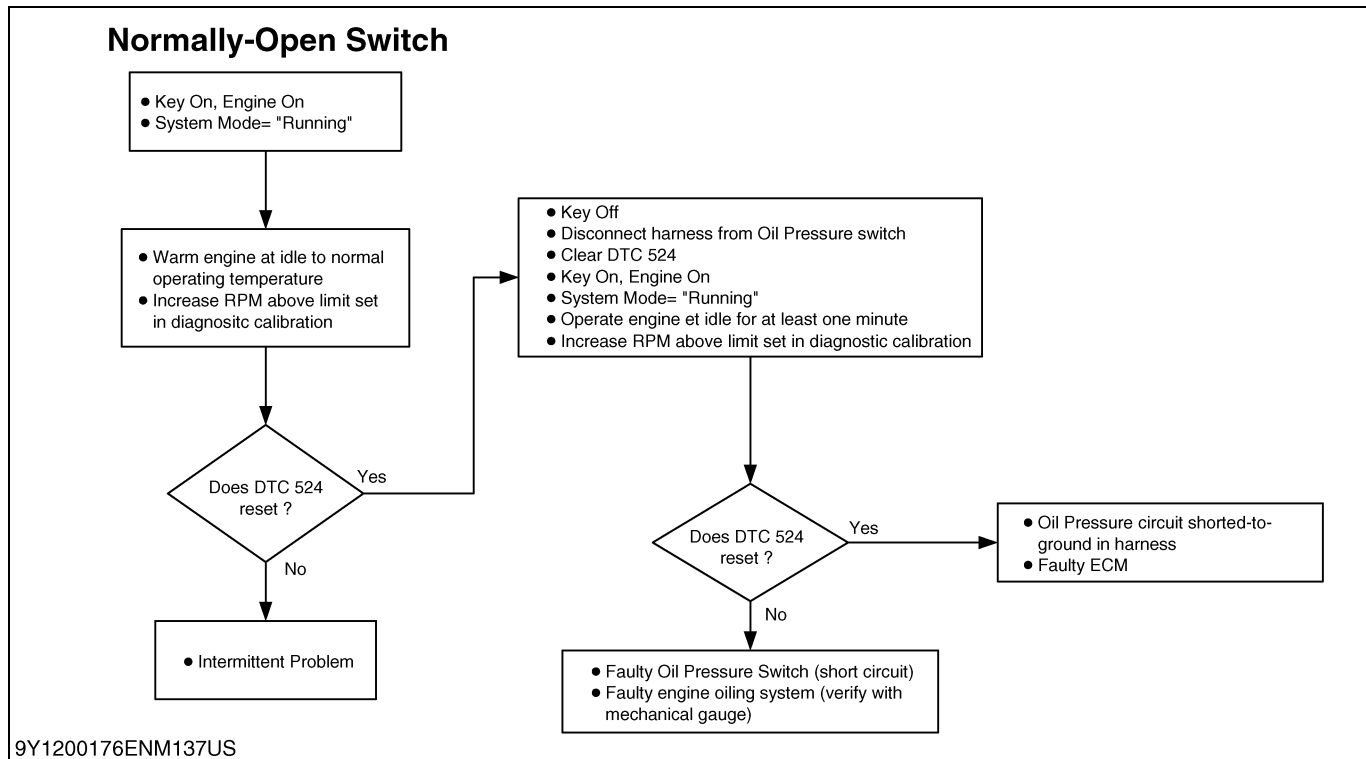 Normally-Open Switch
● Key On, Engine On
● System Mode= "Running"
● Warm engine at idle to normal
operating temperature
● Increase RPM above limit set
in diagnositc calibration
Does DTC 524
reset ?
Yes
No
● Intermittent Problem
● Key Off
● Disconnect harness from Oil Pressure switch
● Clear DTC 524
● Key On, Engine On
● System Mode= "Running"
● Operate engine et idle for at least one minute
● Increase RPM above limit set in diagnostic calibration
Does DTC 524
reset ?
Yes
No
● Oil Pressure circuit shorted-to-
ground in harness
● Faulty ECM
● Faulty Oil Pressure Switch (short circuit)
● Faulty engine oiling system (verify with
mechanical gauge)
9Y1200176ENM137US